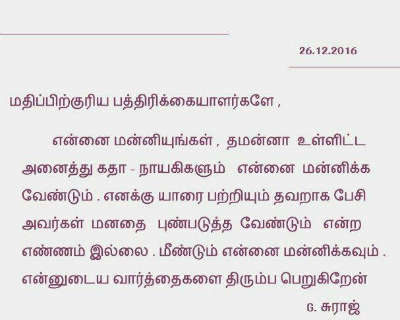 26.12.2016
மதிப்பிற்குரிய பத்திரிக்கையாளர்களே ,
என்னை மன்னியுங்கள் , தமன்னா உள்ளிட்ட
அனைத்து கதா - நாயகிகளும் என்னை மன்னிக்க
வேண்டும் . எனக்கு யாரை பற்றியும் தவறாக பேசி
அவர்கள் மனதை புண்படுத்த வேண்டும் என்ற
எண்ணம் இல்லை . மீண்டும் என்னை மன்னிக்கவும் .
என்னுடைய வார்த்தைகளை திரும்ப பெறுகிறேன்
G. சுராஜ்